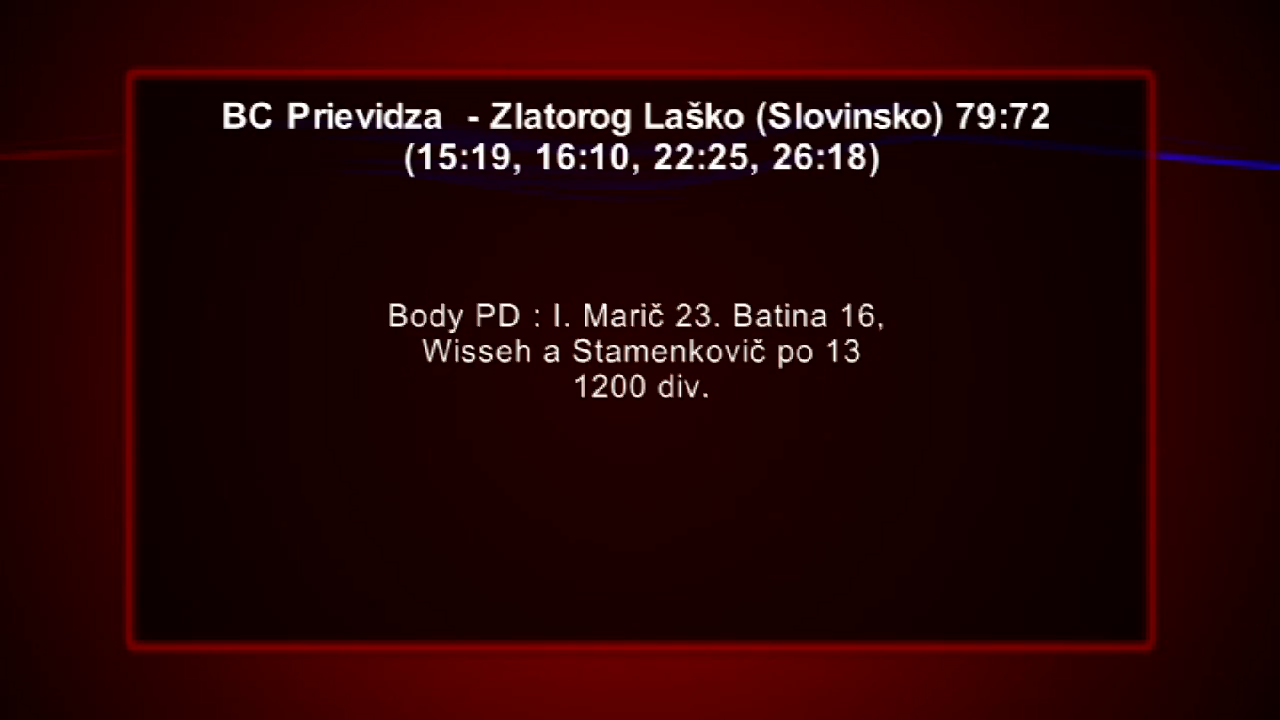 BC Prievidza - Zlatorog Laško (Slovinsko) 79:72
(15:19, 16:10, 22:25, 26:18)
Body PD : I. Marič 23. Batina 16,
Wisseh a Stamenkovič po 13
1200 div.